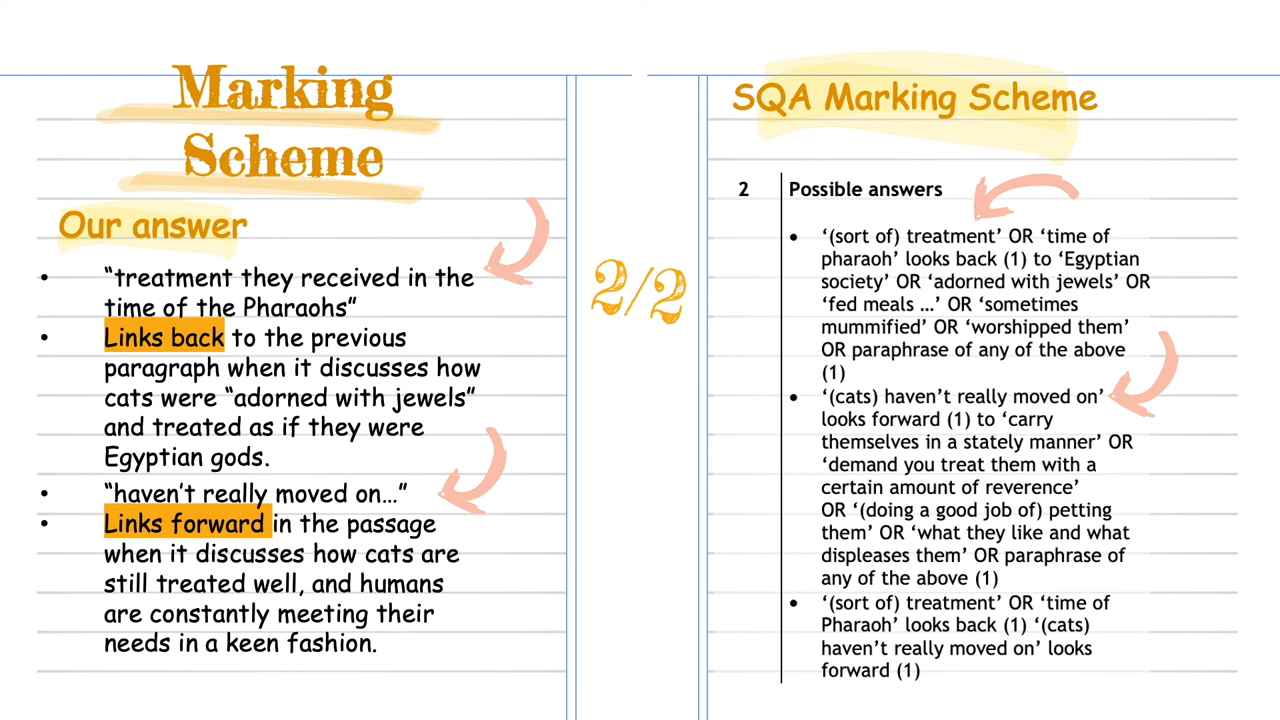 Marking
Scheme
Our answer
• “treatment they received in the
time of the Pharaohs”
• Links back to the previous
paragraph when it discusses how
cats were “adorned with jewels”
and treated as if they were
Egyptian gods.
• “haven’t really moved on…”
• Links forward in the passage
when it discusses how cats are
still treated well, and humans
are constantly meeting their
needs in a keen fashion.
2/2
SQA Marking Scheme
2 Possible answers
• ‘(sort of) treatment’ OR ‘time of
pharaoh’ looks back (1) to ‘Egyptian
society’ OR ‘adorned with jewels’ OR
‘fed meals …’ OR ‘sometimes
mummified’ OR ‘worshipped them’
OR paraphrase of any of the above
(1)
• ‘(cats) haven’t really moved on’
looks forward (1) to ‘carry
themselves in a stately manner’ OR
‘demand you treat them with a
certain amount of reverence’
OR ‘(doing a good job of) petting
them’ OR ‘what they like and what
displeases them’ OR paraphrase of
any of the above (1)
• ‘(sort of) treatment’ OR ‘time of
Pharaoh’ looks back (1) ‘(cats)
haven’t really moved on’ looks
forward (1)